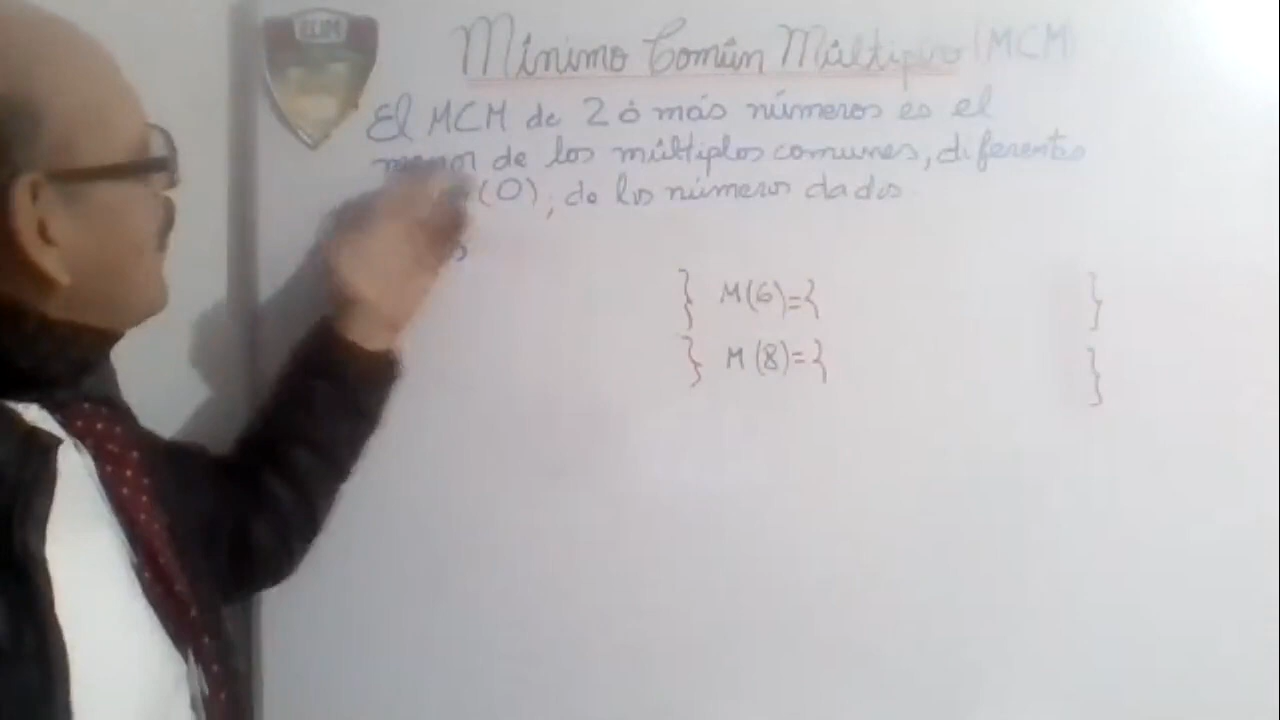 Mínimo Común Múltiplo (MCM)
El MCM de 2 ó más números es el
menor de los múltiplos comunes, diferentes
(0), de los números dados
} M(6)={ }
} M(8)={ }